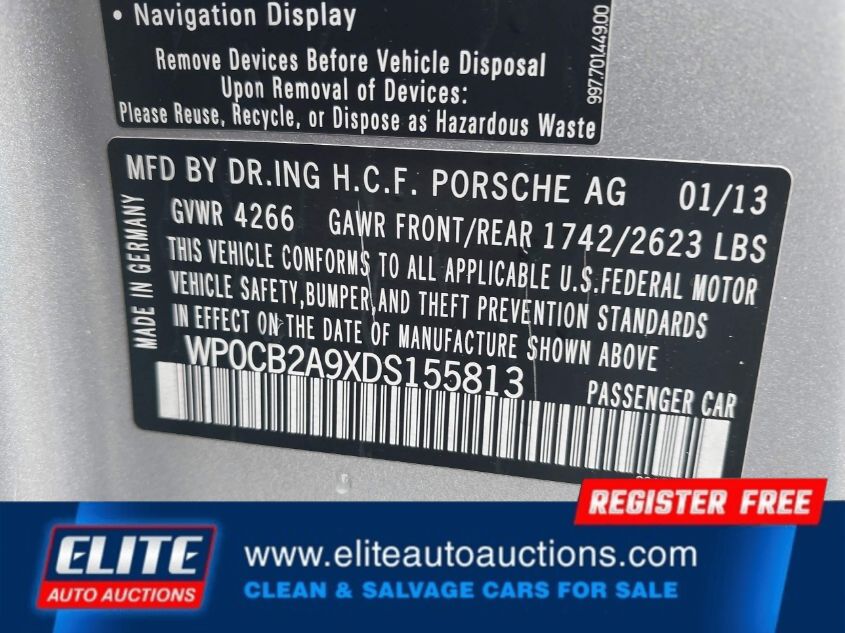 • Navigation Display
Remove Devices Before Vehicle Disposal
Upon Removal of Devices:
Please Reuse, Recycle, or Dispose as Hazardous Waste
997.701.449.00
MFD BY DR.ING H.C.F. PORSCHE AG 01/13
GVWR 4266 GAWR FRONT/REAR 1742/2623 LBS
THIS VEHICLE CONFORMS TO ALL APPLICABLE U.S.FEDERAL MOTOR
VEHICLE SAFETY,BUMPER,AND THEFT PREVENTION STANDARDS
IN EFFECT ON THE DATE OF MANUFACTURE SHOWN ABOVE
MADE IN GERMANY
WP0CB2A9XDS155813
PASSENGER CAR
REGISTER FREE
ELITE
AUTO AUCTIONS
www.eliteautoauctions.com
CLEAN & SALVAGE CARS FOR SALE